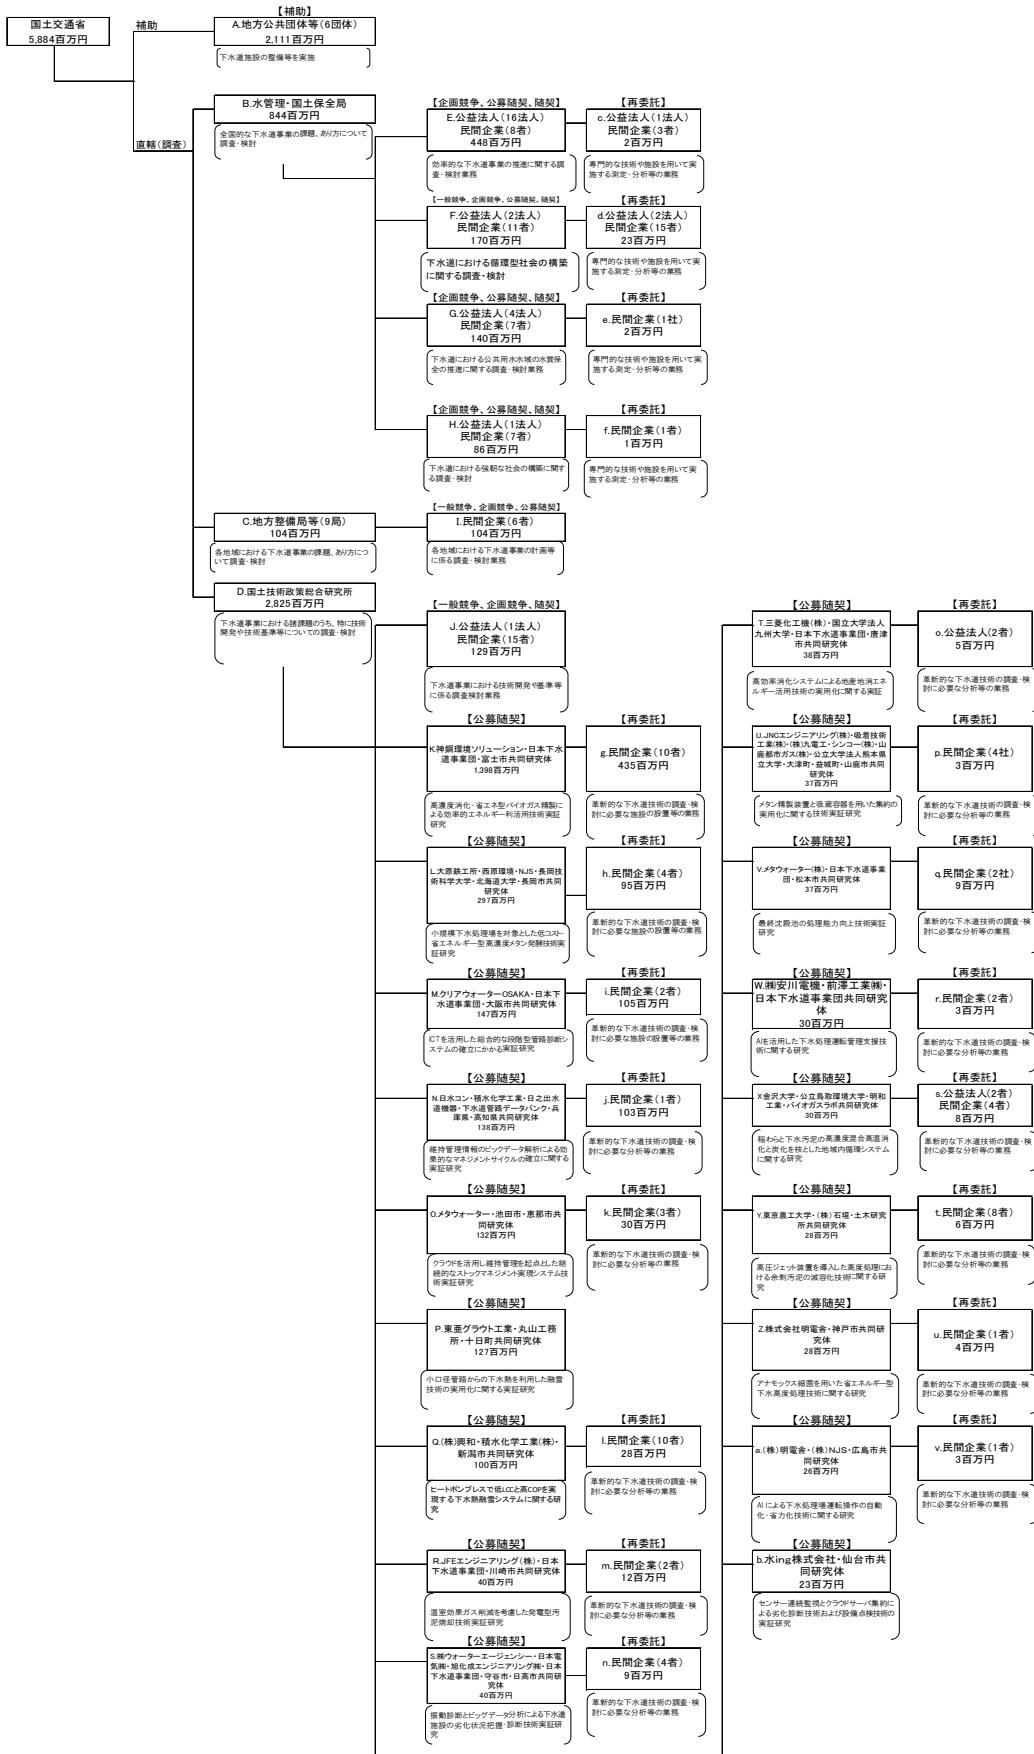 国土交通省
5,884百万円
補助
【補助】
A.地方公共団体等(6団体)
2,111百万円
下水道施設の整備等を実施
直轄(調査)
B.水管理・国土保全局
844百万円
全国的な下水道事業の課題、あり方について
調査・検討
【企画競争、公募随契、随契】
E.公益法人(16法人)
民間企業(8者)
448百万円
効率的な下水道事業の推進に関する調
査・検討業務
【再委託】
c.公益法人(1法人)
民間企業(3者)
2百万円
専門的な技術や施設を用いて実
施する測定・分析等の業務
【一般競争、企画競争、公募随契、随契】
F.公益法人(2法人)
民間企業(11者)
170百万円
下水道における循環型社会の構築
に関する調査・検討
【再委託】
d.公益法人(2法人)
民間企業(15者)
23百万円
専門的な技術や施設を用いて実
施する測定・分析等の業務
【企画競争、公募随契、随契】
G.公益法人(4法人)
民間企業(7者)
140百万円
下水道における公共用水水域の水質保
全の推進に関する調査・検討業務
【再委託】
e.民間企業(1社)
2百万円
専門的な技術や施設を用いて実
施する測定・分析等の業務
【企画競争、公募随契、随契】
H.公益法人(1法人)
民間企業(7者)
86百万円
下水道における強靭な社会の構築に関す
る調査・検討
【再委託】
f.民間企業(1者)
1百万円
専門的な技術や施設を用いて実
施する測定・分析等の業務
C.地方整備局等(9局)
104百万円
各地域における下水道事業の課題、あり方につ
いて調査・検討
【一般競争、企画競争、公募随契】
I.民間企業(6者)
104百万円
各地域における下水道事業の計画等
に係る調査・検討業務
D.国土技術政策総合研究所
2,825百万円
下水道事業における諸課題のうち、特に技術
開発や技術基準等についての調査・検討
【一般競争、企画競争、随契】
J.公益法人(1法人)
民間企業(15者)
129百万円
下水道事業における技術開発や基準等
に係る調査検討業務
【公募随契】
K.神鋼環境ソリューション・日本下水
道事業団・富士市共同研究体
1,398百万円
高濃度消化・省エネ型バイオガス精製に
よる効率的エネルギー利活用技術実証
研究
【再委託】
g.民間企業(10者)
435百万円
革新的な下水道技術の調査・検
討に必要な施設の設置等の業務
【公募随契】
L.大原鉄工所・西原環境・NJS・長岡技
術科学大学・北海道大学・長岡市共同
研究体
297百万円
小規模下水処理場を対象とした低コスト・
省エネルギー型高濃度メタン発酵技術実
証研究
【再委託】
h.民間企業(4者)
95百万円
革新的な下水道技術の調査・検
討に必要な施設の設置等の業務
【公募随契】
M.クリアウォーターOSAKA・日本下
水道事業団・大阪市共同研究体
147百万円
ICTを活用した総合的な段階型管路診断シ
ステムの確立にかかる実証研究
【再委託】
i.民間企業(2者)
105百万円
革新的な下水道技術の調査・検
討に必要な施設の設置等の業務
【公募随契】
N.日水コン・積水化学工業・日之出水
道機器・下水道管路データバンク・兵
庫県・高知県共同研究体
138百万円
維持管理情報のビックデータ解析による効
果的なマネジメントサイクルの確立に関する
実証研究
【再委託】
j.民間企業(1者)
103百万円
革新的な下水道技術の調査・検
討に必要な分析等の業務
【公募随契】
O.メタウォーター・池田市・恵那市共
同研究体
132百万円
クラウドを活用し維持管理を起点とした継
続的なストックマネジメント実現システム技
術実証研究
【再委託】
k.民間企業(3者)
30百万円
革新的な下水道技術の調査・検
討に必要な分析等の業務
【公募随契】
P.東亜グラウト工業・丸山工務
所・十日町共同研究体
127百万円
小口径管路からの下水熱を利用した融雪
技術の実用化に関する実証研究
【公募随契】
Q.(株)興和・積水化学工業(株)・
新潟市共同研究体
100百万円
ヒートポンプレスで低LCCと高COPを実
現する下水熱融雪システムに関する研
究
【再委託】
l.民間企業(10者)
28百万円
革新的な下水道技術の調査・検
討に必要な分析等の業務
【公募随契】
R.JFEエンジニアリング(株)・日本
下水道事業団・川崎市共同研究体
40百万円
温室効果ガス削減を考慮した発電型汚
泥焼却技術実証研究
【再委託】
m.民間企業(2者)
12百万円
革新的な下水道技術の調査・検
討に必要な分析等の業務
【公募随契】
S.㈱ウォーターエージェンシー・日本電
気㈱・旭化成エンジニアリング㈱・日本
下水道事業団・守谷市・日高市共同研究
体
40百万円
振動診断とビッグデータ分析による下水道
施設の劣化状況把握・診断技術実証研
究
【再委託】
n.民間企業(4者)
9百万円
革新的な下水道技術の調査・検
討に必要な分析等の業務
【公募随契】
T.三菱化工機(株)・国立大学法人
九州大学・日本下水道事業団・唐津
市共同研究体
38百万円
高効率消化システムによる地産地消エネ
ルギー活用技術の実用化に関する実証
【再委託】
o.公益法人(2者)
5百万円
革新的な下水道技術の調査・検
討に必要な分析等の業務
【公募随契】
U.JNCエンジニアリング(株)・吸着技術
工業(株)・(株)九電工・シンコー(株)・山
鹿都市ガス(株)・公立大学法人熊本県
立大学・大津町・益城町・山鹿市共同研
究体
37百万円
メタン精製装置と吸蔵容器を用いた集約の
実用化に関する技術実証研究
【再委託】
p.民間企業(4社)
3百万円
革新的な下水道技術の調査・検
討に必要な分析等の業務
【公募随契】
V.メタウォーター(株)・日本下水道事業
団・松本市共同研究体
37百万円
最終沈殿池の処理能力向上技術実証
研究
【再委託】
q.民間企業(2社)
9百万円
革新的な下水道技術の調査・検
討に必要な分析等の業務
【公募随契】
W.㈱安川電機・前澤工業㈱・
日本下水道事業団共同研究
体
30百万円
AIを活用した下水処理運転管理支援技
術に関する研究
【再委託】
r.民間企業(2者)
3百万円
革新的な下水道技術の調査・検
討に必要な分析等の業務
【公募随契】
X金沢大学・公立鳥取環境大学・明和
工業・バイオガスラボ共同研究体
30百万円
稲わらと下水汚泥の高濃度混合高温消
化と炭化を核とした地域内循環システム
に関する研究
【再委託】
s.公益法人(2者)
民間企業(4者)
8百万円
革新的な下水道技術の調査・検
討に必要な分析等の業務
【公募随契】
Y.東京農工大学・(株)石垣・土木研究
所共同研究体
28百万円
高圧ジェット装置を導入した高度処理にお
ける余剰汚泥の減容化技術に関する研
究
【再委託】
t.民間企業(8者)
6百万円
革新的な下水道技術の調査・検
討に必要な分析等の業務
【公募随契】
Z.株式会社明電舎・神戸市共同研
究体
28百万円
アナモックス細菌を用いた省エネルギー型
下水高度処理技術に関する研究
【再委託】
u.民間企業(1者)
4百万円
革新的な下水道技術の調査・検
討に必要な分析等の業務
【公募随契】
a.(株)明電舎・(株)NJS・広島市共
同研究体
26百万円
AIによる下水処理場運転操作の自動
化・省力化技術に関する研究
【再委託】
v.民間企業(1者)
3百万円
革新的な下水道技術の調査・検
討に必要な分析等の業務
【公募随契】
b.水ing株式会社・仙台市共
同研究体
23百万円
センサー連続監視とクラウドサーバ集約に
よる劣化診断技術および設備点検技術の
実証研究